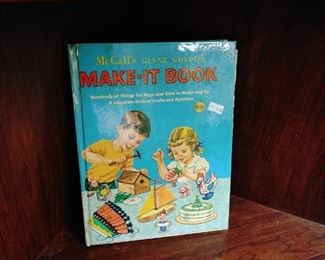 McCall's GIANT GOLDEN
MAKE-IT BOOK
Hundreds of Things for Boys and Girls to Make and Do
A Complete Book of Crafts and Activities